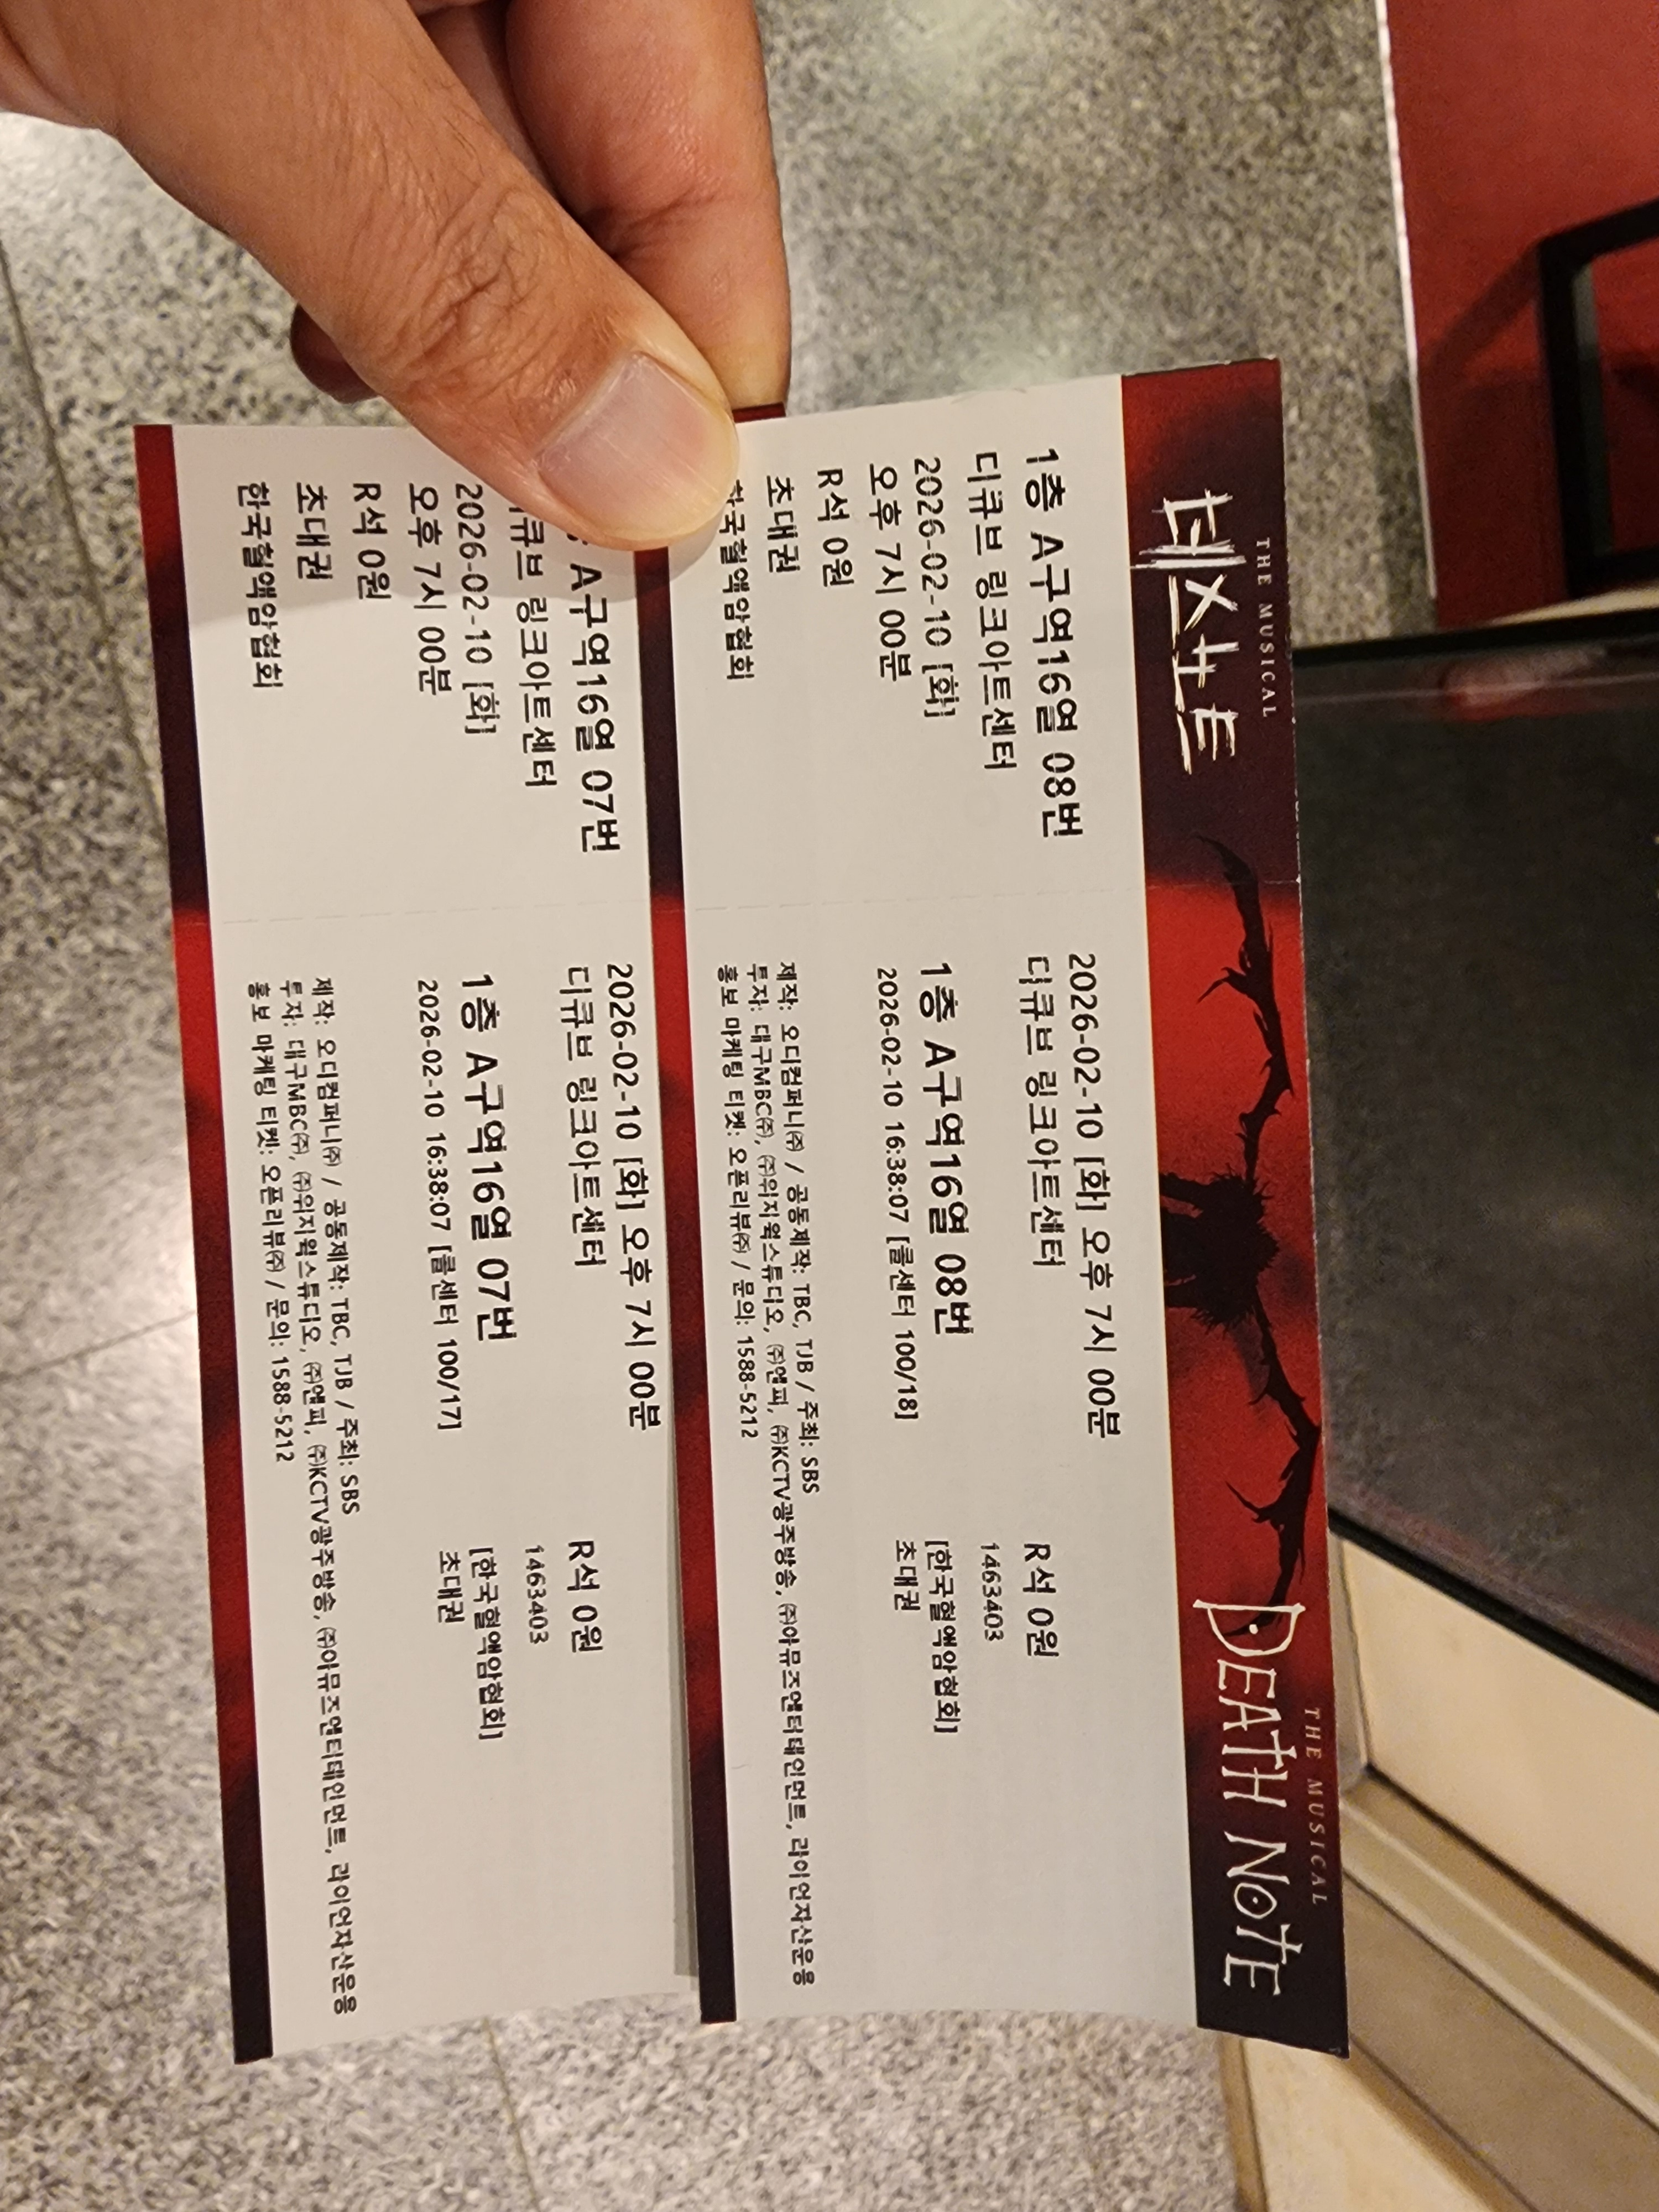 THE MUSICAL
데스노트
THE MUSICAL
DEATH NOTE
1층 A구역16열 08번
디큐브 링크아트센터
2026-02-10 [화]
오후 7시 00분
R석 0원
초대권
한국혈액암협회
2026-02-10 [화] 오후 7시 00분
디큐브 링크아트센터
1층 A구역16열 08번
2026-02-10 16:38:07 [콜센터 100/18]
R석 0원
1463403
[한국혈액암협회]
초대권
제작: 오디컴퍼니㈜ / 공동제작: TBC, TJB / 주최: SBS
투자: 대구MBC㈜, ㈜위지윅스튜디오, ㈜앤피, ㈜KCTV광주방송, ㈜아뮤즈엔터테인먼트, 라이언자산운용
홍보 마케팅 티켓: 오픈리뷰㈜ / 문의: 1588-5212
A구역16열 07번
링크아트센터
2026-02-10 [화]
오후 7시 00분
R석 0원
초대권
한국혈액암협회
2026-02-10 [화] 오후 7시 00분
디큐브 링크아트센터
1층 A구역16열 07번
2026-02-10 16:38:07 [콜센터 100/17]
R석 0원
1463403
[한국혈액암협회]
초대권
제작: 오디컴퍼니㈜ / 공동제작: TBC, TJB / 주최: SBS
투자: 대구MBC㈜, ㈜위지윅스튜디오, ㈜앤피, ㈜KCTV광주방송, ㈜아뮤즈엔터테인먼트, 라이언자산운용
홍보 마케팅 티켓: 오픈리뷰㈜ / 문의: 1588-5212